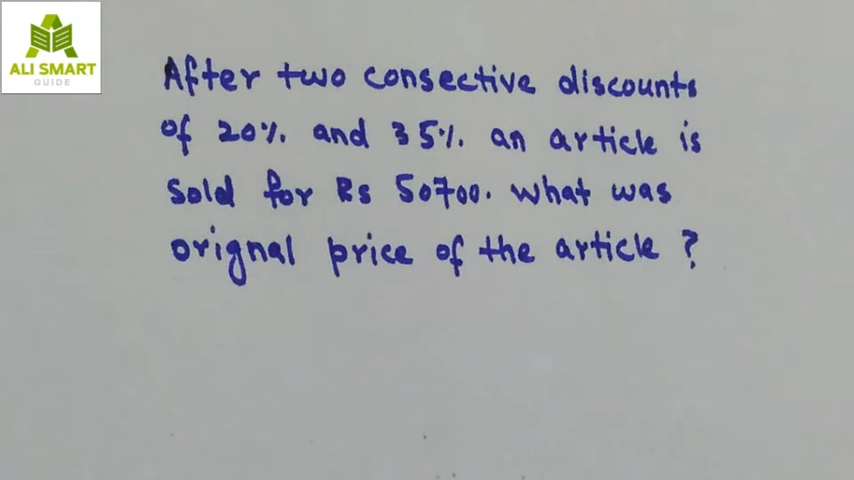 ALI SMART
GUIDE
After two consective discounts
of 20%. and 35%. an article is
sold for Rs 50700. what was
orignal price of the article ?